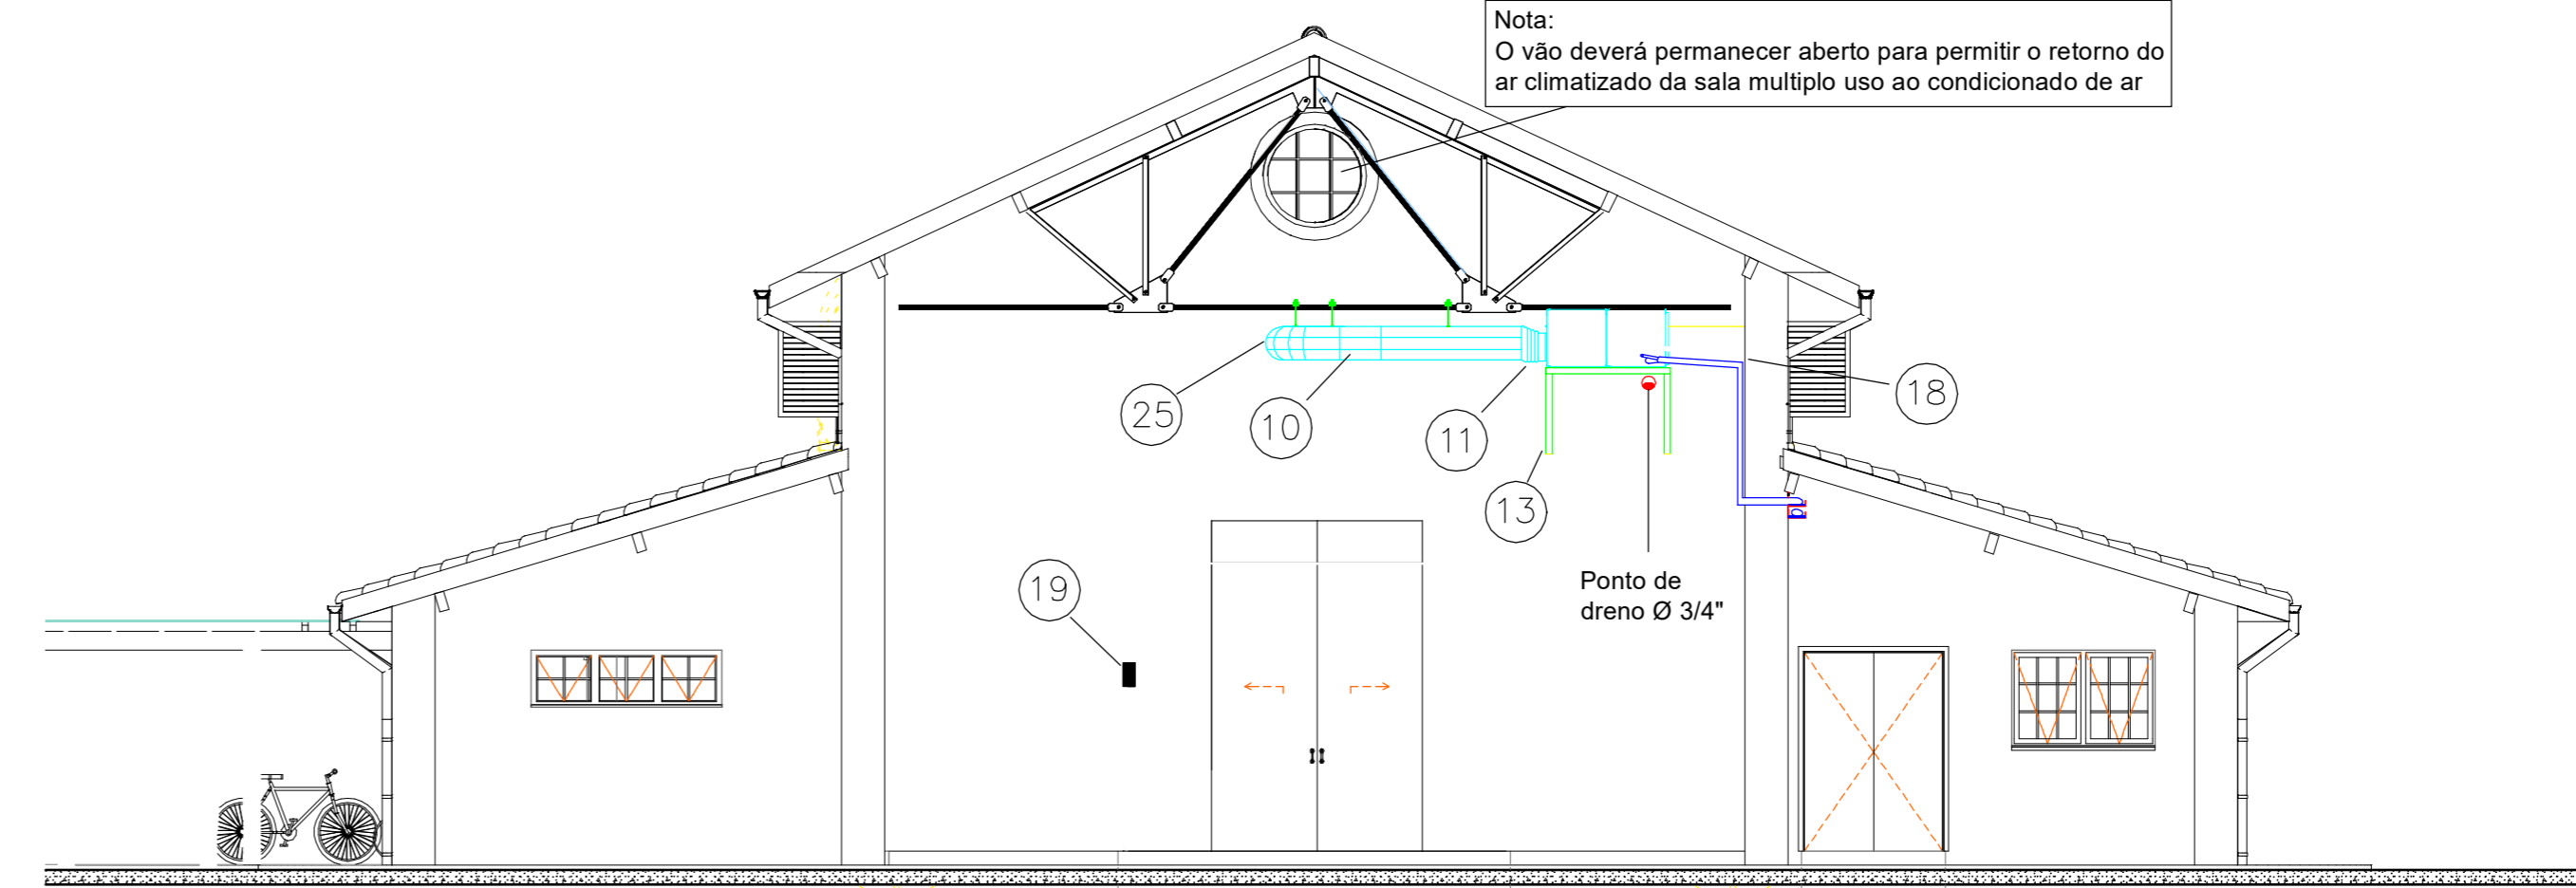 Nota:
O vão deverá permanecer aberto para permitir o retorno do
ar climatizado da sala multiplo uso ao condicionado de ar
25
10
11
18
13
19
Ponto de
dreno Ø 3/4"